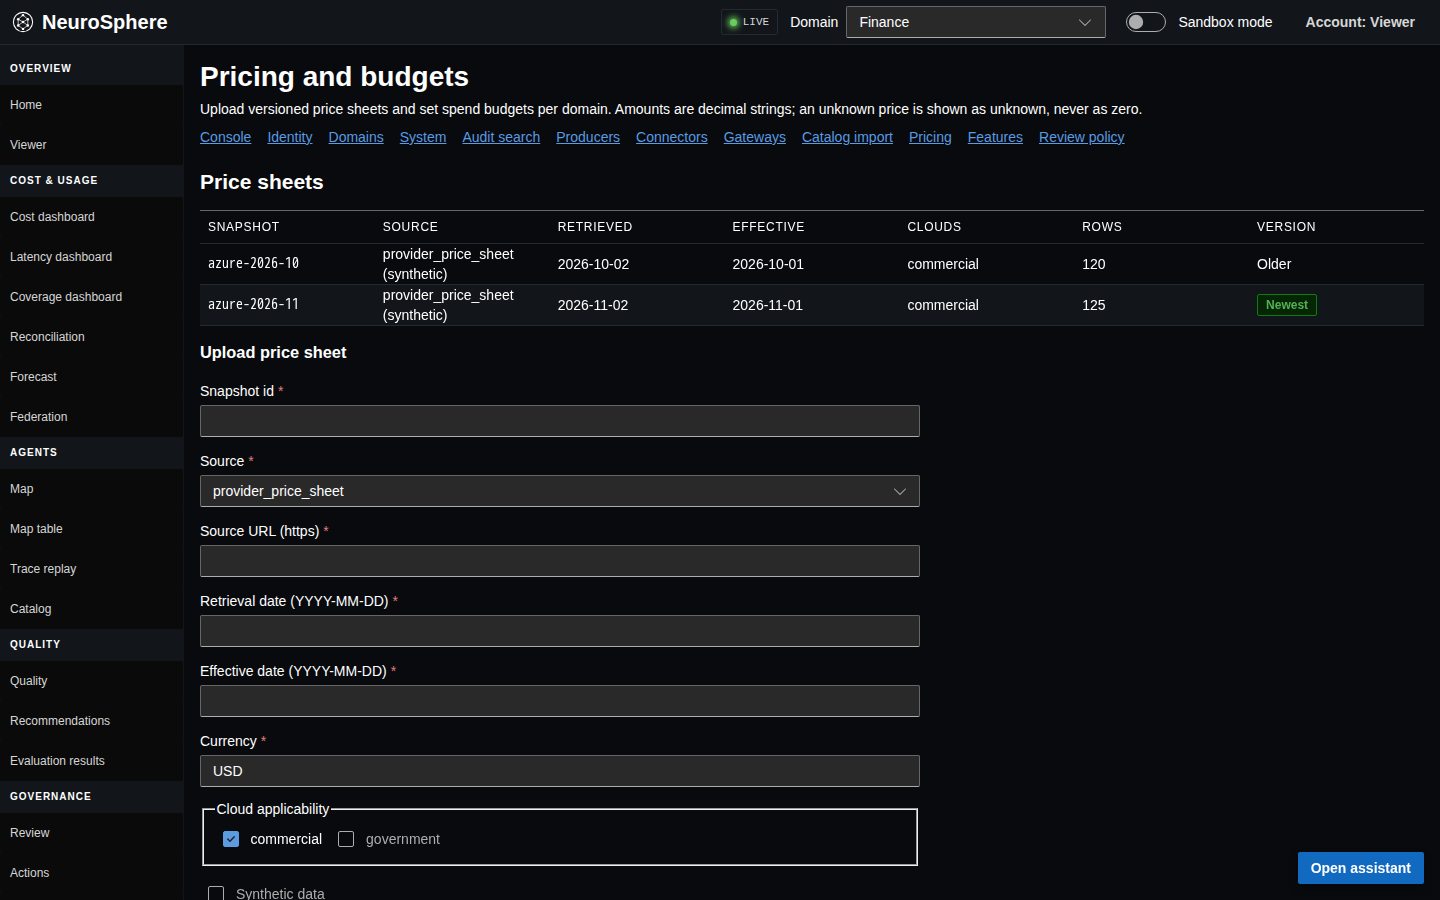 NeuroSphere
LIVE
Domain
Finance
Sandbox mode
Account: Viewer
OVERVIEW
Home
Viewer
COST & USAGE
Cost dashboard
Latency dashboard
Coverage dashboard
Reconciliation
Forecast
Federation
AGENTS
Map
Map table
Trace replay
Catalog
QUALITY
Quality
Recommendations
Evaluation results
GOVERNANCE
Review
Actions
Pricing and budgets
Upload versioned price sheets and set spend budgets per domain. Amounts are decimal strings; an unknown price is shown as unknown, never as zero.
Console Identity Domains System Audit search Producers Connectors Gateways Catalog import Pricing Features Review policy
Price sheets
SNAPSHOT SOURCE RETRIEVED EFFECTIVE CLOUDS ROWS VERSION
azure-2026-10 provider_price_sheet (synthetic) 2026-10-02 2026-10-01 commercial 120 Older
azure-2026-11 provider_price_sheet (synthetic) 2026-11-02 2026-11-01 commercial 125 Newest
Upload price sheet
Snapshot id *
Source *
provider_price_sheet
Source URL (https) *
Retrieval date (YYYY-MM-DD) *
Effective date (YYYY-MM-DD) *
Currency *
USD
Cloud applicability
commercial government
Synthetic data
Open assistant